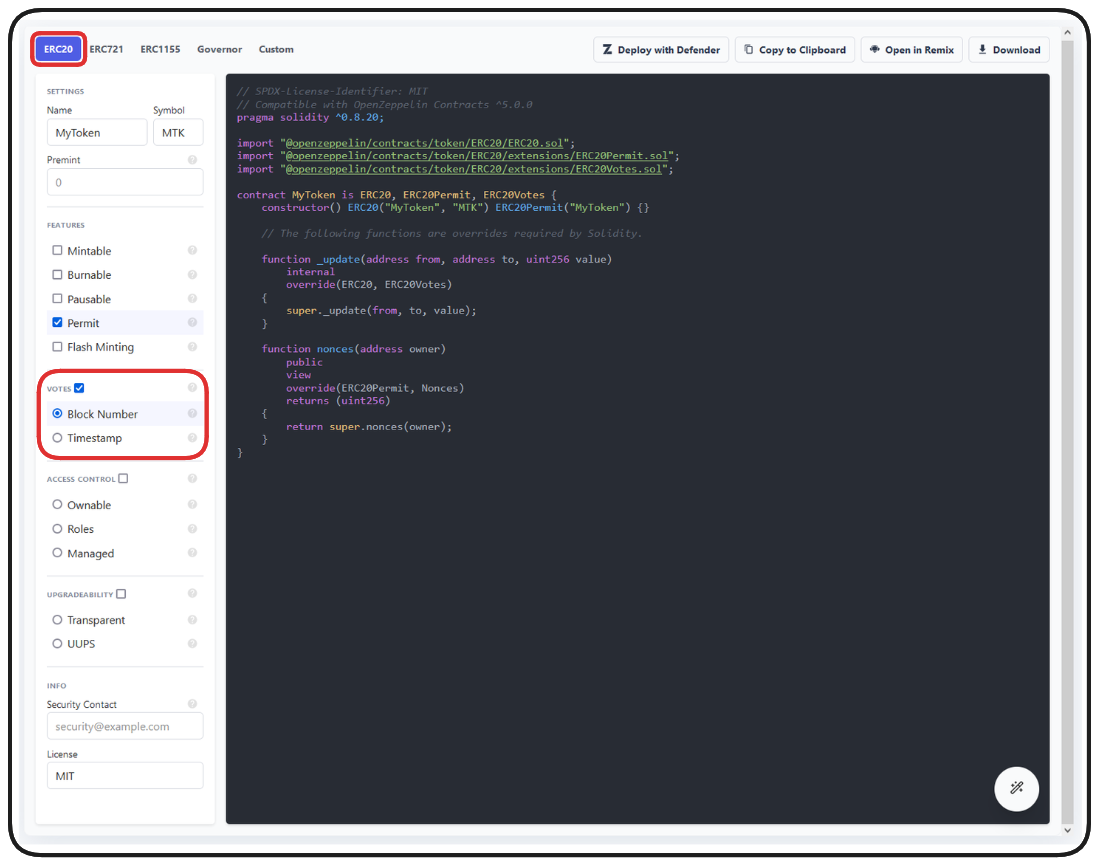 ERC20 ERC721 ERC1155 Governor Custom Deploy with Defender Copy to Clipboard Open in Remix Download
SETTINGS
Name Symbol
MyToken MTK
Premint ?
0
FEATURES
Mintable ?
Burnable ?
Pausable ?
Permit ?
Flash Minting ?
VOTES ?
Block Number ?
Timestamp ?
ACCESS CONTROL ?
Ownable ?
Roles ?
Managed ?
UPGRADEABILITY ?
Transparent ?
UUPS ?
INFO
Security Contact ?
security@example.com
License
MIT
// SPDX-License-Identifier: MIT
// Compatible with OpenZeppelin Contracts ^5.0.0
pragma solidity ^0.8.20;
import "@openzeppelin/contracts/token/ERC20/ERC20.sol";
import "@openzeppelin/contracts/token/ERC20/extensions/ERC20Permit.sol";
import "@openzeppelin/contracts/token/ERC20/extensions/ERC20Votes.sol";
contract MyToken is ERC20, ERC20Permit, ERC20Votes {
constructor() ERC20("MyToken", "MTK") ERC20Permit("MyToken") {}
// The following functions are overrides required by Solidity.
function _update(address from, address to, uint256 value)
internal
override(ERC20, ERC20Votes)
{
super._update(from, to, value);
}
function nonces(address owner)
public
view
override(ERC20Permit, Nonces)
returns (uint256)
{
return super.nonces(owner);
}
}